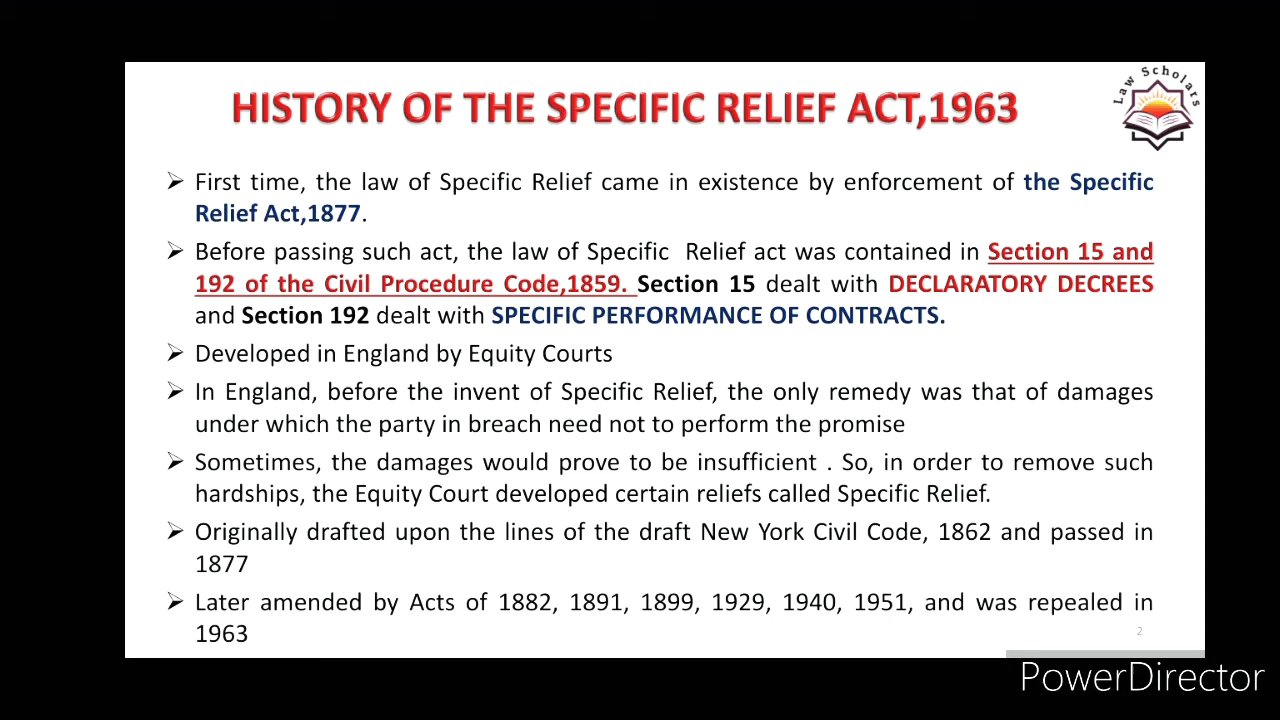 HISTORY OF THE SPECIFIC RELIEF ACT,1963
Law Scholars
➢ First time, the law of Specific Relief came in existence by enforcement of the Specific
Relief Act,1877.
➢ Before passing such act, the law of Specific Relief act was contained in Section 15 and
192 of the Civil Procedure Code,1859. Section 15 dealt with DECLARATORY DECREES
and Section 192 dealt with SPECIFIC PERFORMANCE OF CONTRACTS.
➢ Developed in England by Equity Courts
➢ In England, before the invent of Specific Relief, the only remedy was that of damages
under which the party in breach need not to perform the promise
➢ Sometimes, the damages would prove to be insufficient . So, in order to remove such
hardships, the Equity Court developed certain reliefs called Specific Relief.
➢ Originally drafted upon the lines of the draft New York Civil Code, 1862 and passed in
1877
➢ Later amended by Acts of 1882, 1891, 1899, 1929, 1940, 1951, and was repealed in
1963
2
PowerDirector